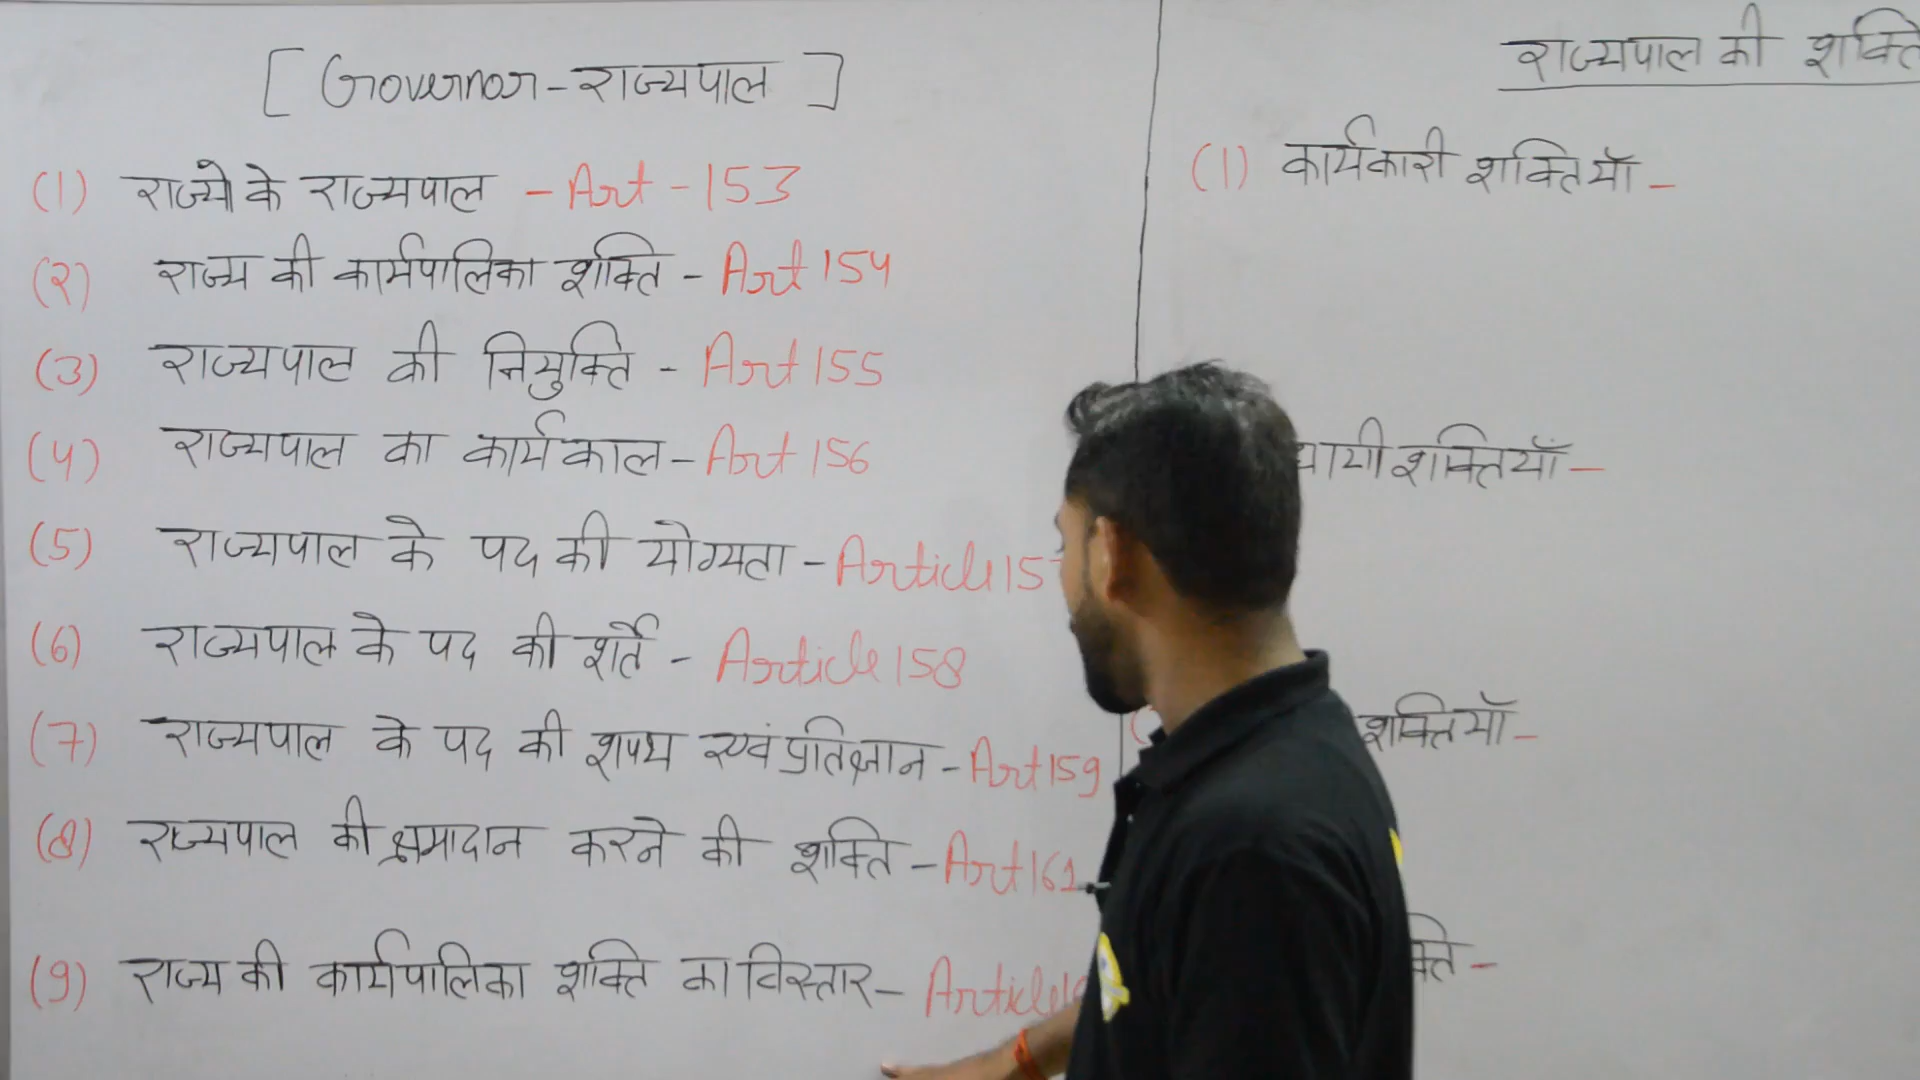 [ Governor - राज्यपाल ]
(1) राज्यो के राज्यपाल - Art - 153
(2) राज्य की कार्यपालिका शक्ति - Art 154
(3) राज्यपाल की नियुक्ति - Art 155
(4) राज्यपाल का कार्यकाल - Art 156
(5) राज्यपाल के पद की योग्यता - Article 15
(6) राज्यपाल के पद की शर्ते - Article 158
(7) राज्यपाल के पद की शपथ एवं प्रतिज्ञान - Art 159
(8) राज्यपाल की क्षमादान करने की शक्ति - Art 161
(9) राज्य की कार्यपालिका शक्ति का विस्तार - Article
राज्यपाल की शक्ति
(1) कार्यकारी शक्तियाँ -
शक्तियाँ -
शक्तियाँ -